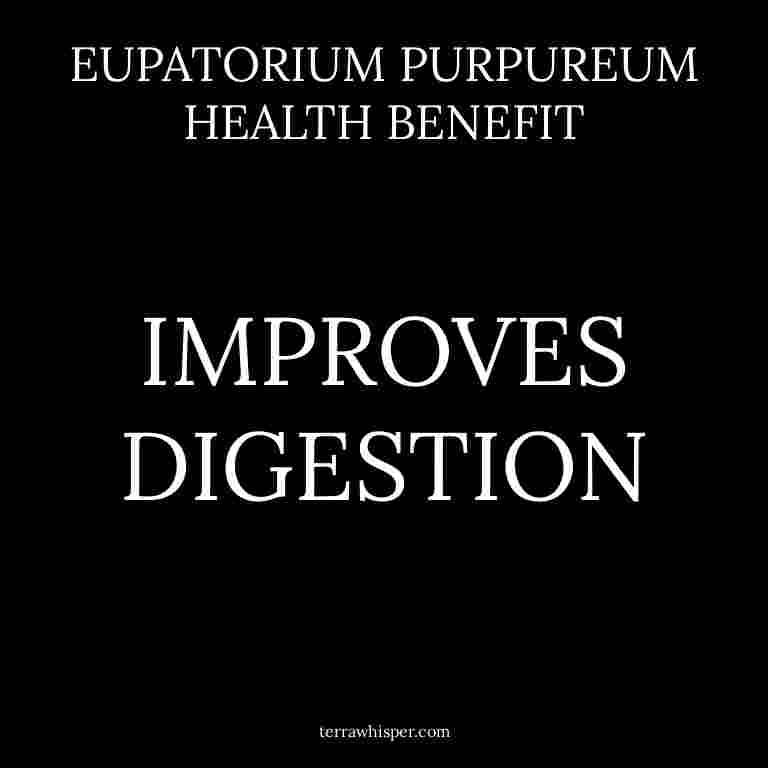 EUPATORIUM PURPUREUM
HEALTH BENEFIT
IMPROVES
DIGESTION
terrawhisper.com